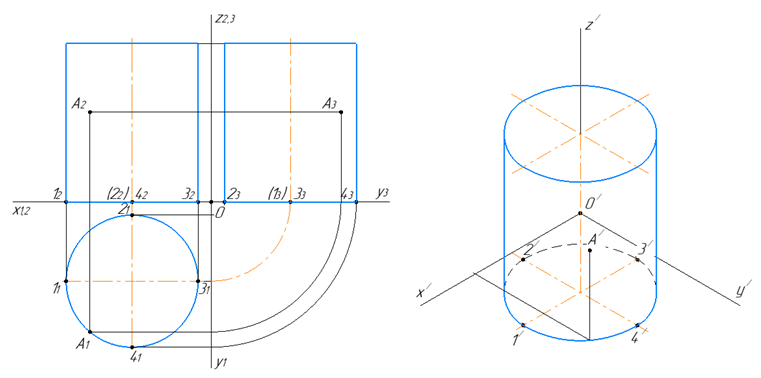 z2,3
z′
A2
A3
12
(22)
42
32
23
(13)
33
43
y3
x1,2
21
O
O′
A′
2′
3′
11
31
x′
y′
A1
41
y1
1′
4